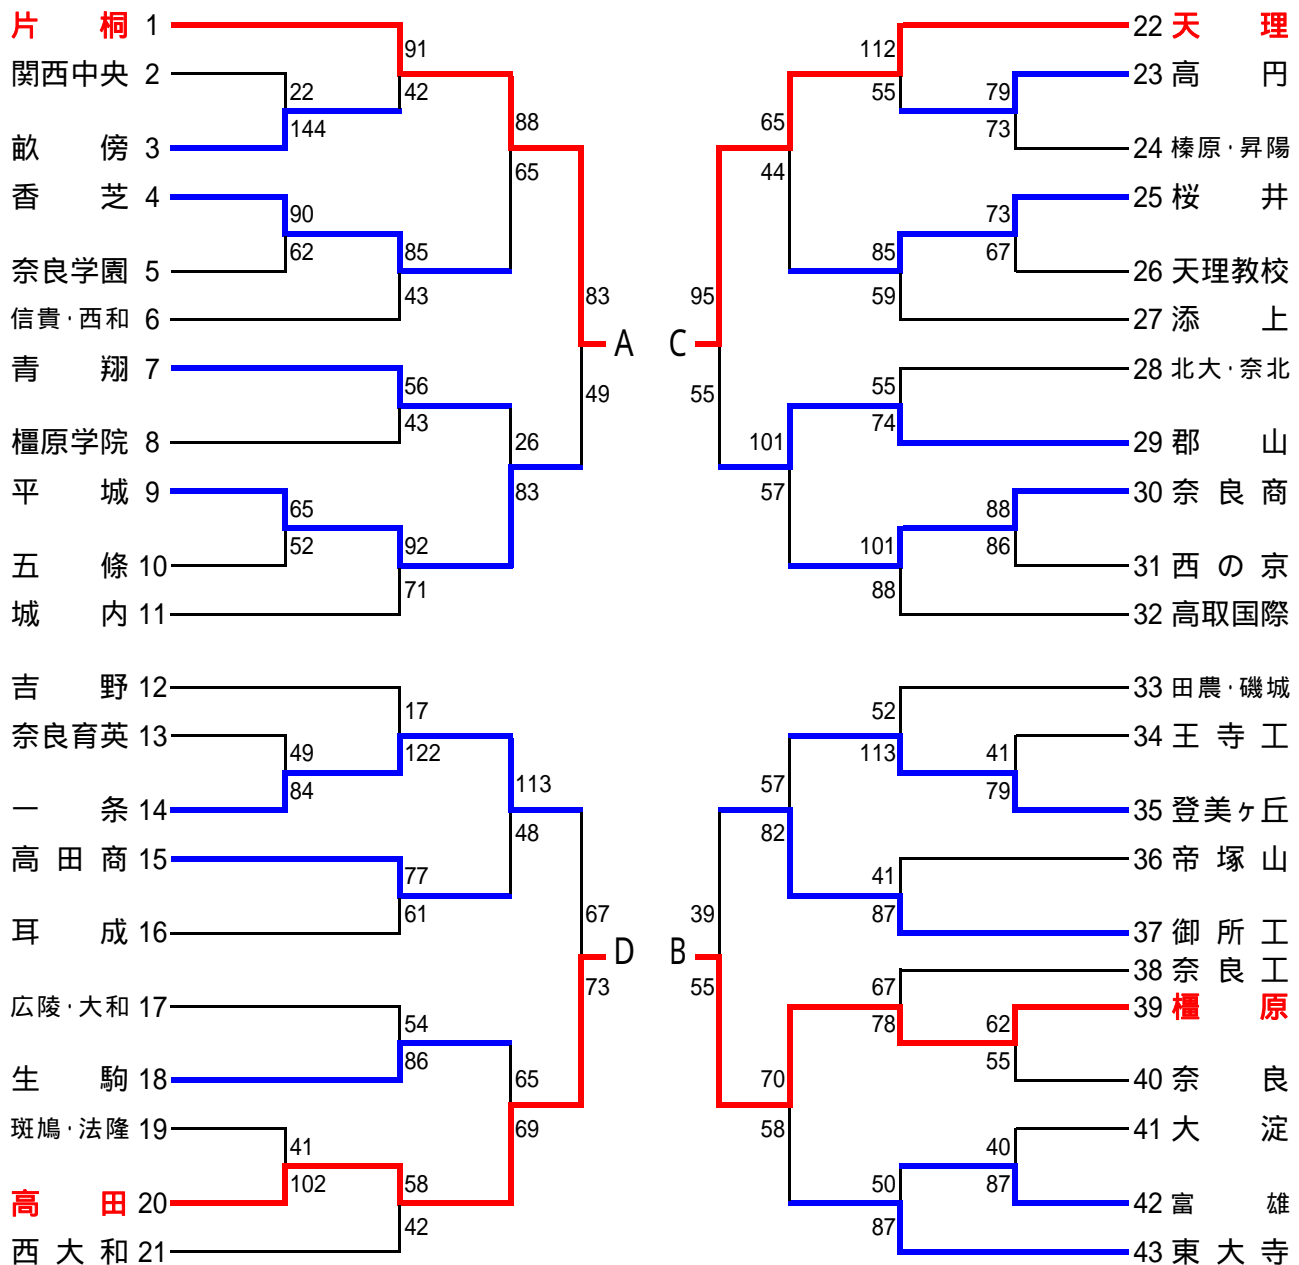 片桐 1
関西中央 2
畝傍 3
香芝 4
奈良学園 5
信貴・西和 6
青翔 7
橿原学院 8
平城 9
五條 10
城内 11
91
42
22
144
88
65
90
62
85
43
83
49
56
43
26
83
65
52
92
71
A
吉野 12
奈良育英 13
一条 14
高田商 15
耳成 16
広陵・大和 17
生駒 18
斑鳩・法隆 19
高田 20
西大和 21
17
122
49
84
113
48
77
61
67
73
54
86
65
69
41
102
58
42
D
22 天理
23 高円
24 榛原・昇陽
25 桜井
26 天理教校
27 添上
28 北大・奈北
29 郡山
30 奈良商
31 西の京
32 高取国際
112
55
79
73
65
44
73
67
85
59
95
55
55
74
101
57
88
86
101
88
C
33 田農・磯城
34 王寺工
35 登美ヶ丘
36 帝塚山
37 御所工
38 奈良工
39 橿原
40 奈良
41 大淀
42 富雄
43 東大寺
52
113
41
79
57
82
41
87
39
55
67
78
62
55
70
58
40
87
50
87
B